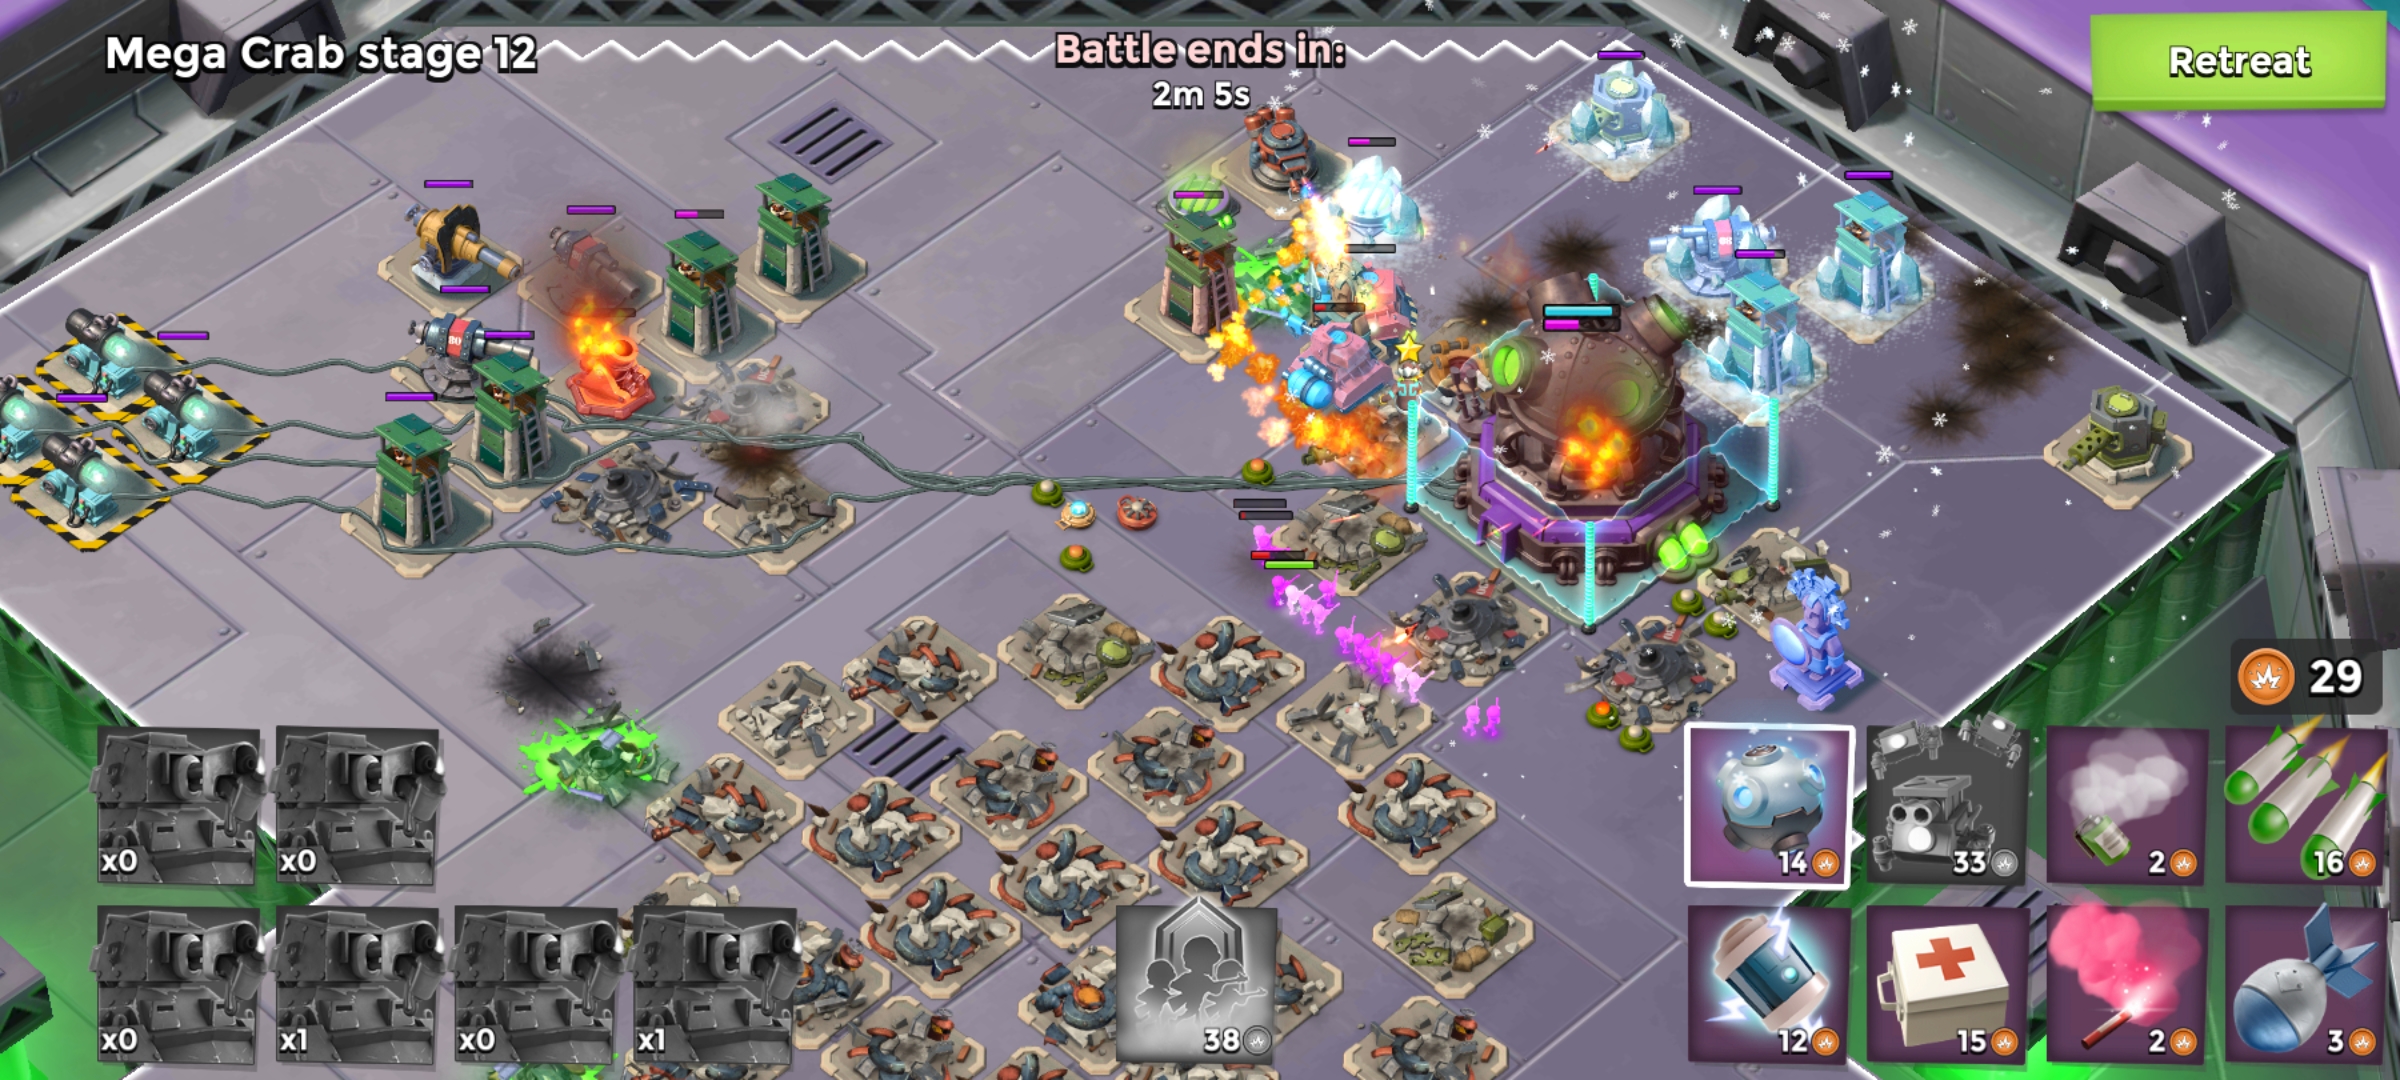 Mega Crab stage 12
Battle ends in:
2m 5s
Retreat
29
x0
x0
14
33
2
16
x0
x1
x0
x1
38
12
15
2
3